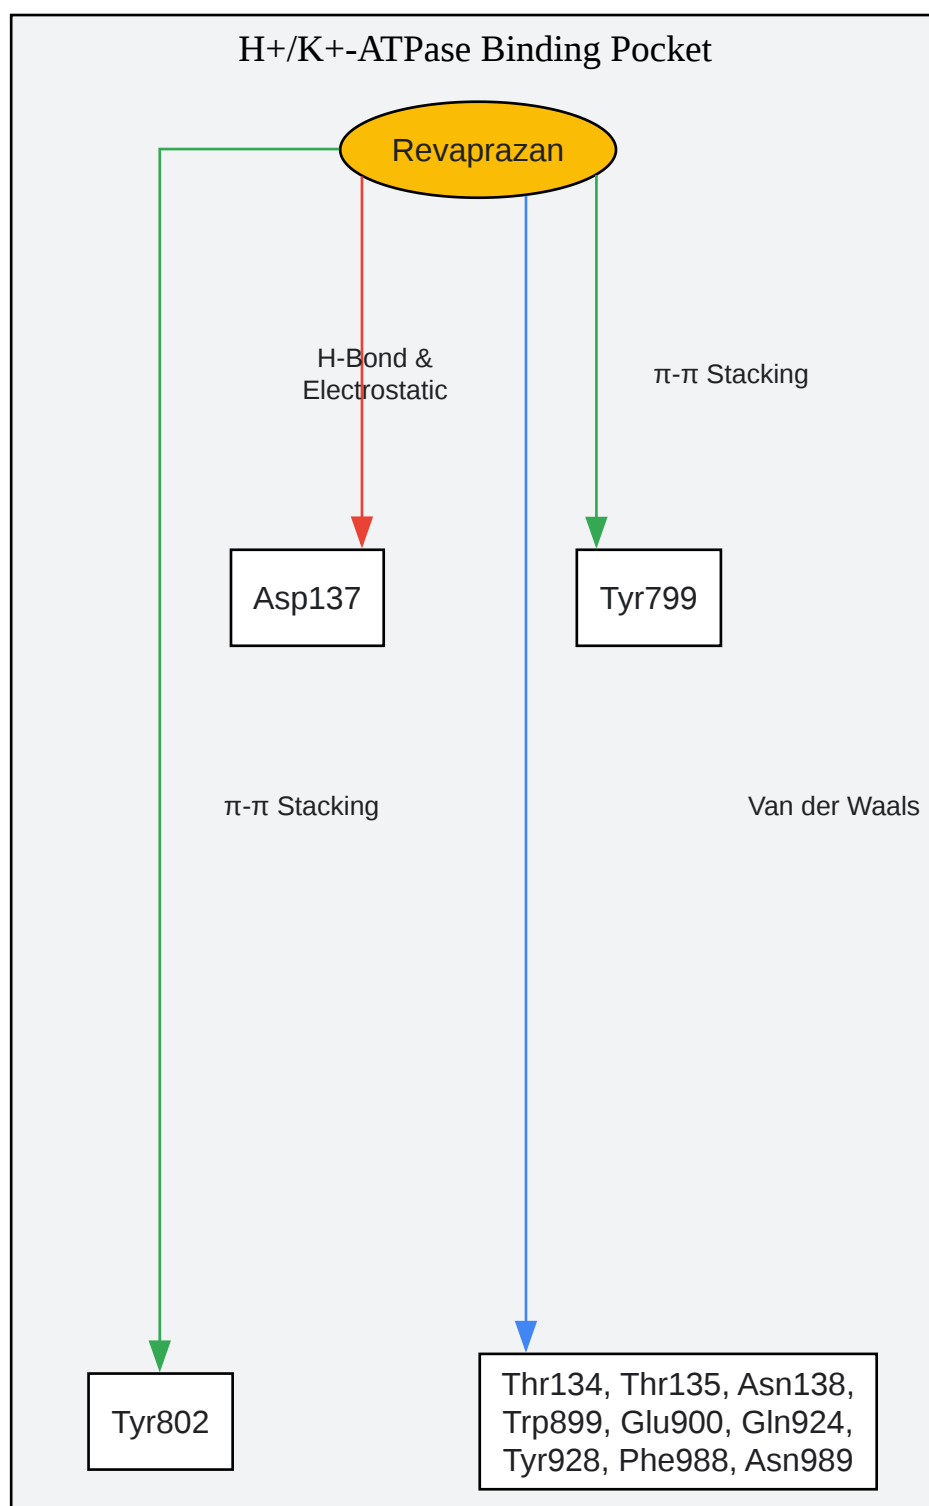 H+/K+-ATPase Binding Pocket
Revaprazan
H-Bond &
Electrostatic
π-π Stacking
Asp137
Tyr799
π-π Stacking
Van der Waals
Tyr802
Thr134, Thr135, Asn138,
Trp899, Glu900, Gln924,
Tyr928, Phe988, Asn989